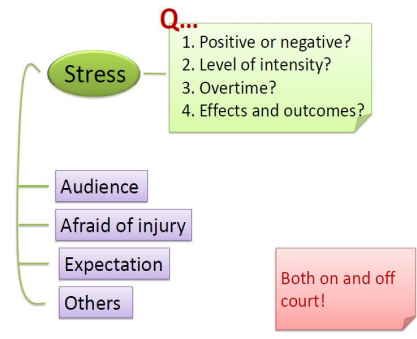 Q...
Stress
1. Positive or negative?
2. Level of intensity?
3. Overtime?
4. Effects and outcomes?
Audience
Afraid of injury
Expectation
Others
Both on and off
court!